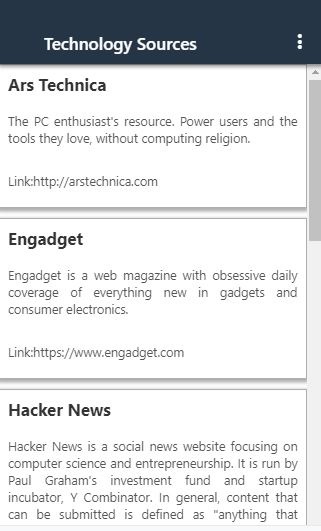 Technology Sources
Ars Technica
The PC enthusiast's resource. Power users and the
tools they love, without computing religion.
Link:http://arstechnica.com
Engadget
Engadget is a web magazine with obsessive daily
coverage of everything new in gadgets and
consumer electronics.
Link:https://www.engadget.com
Hacker News
Hacker News is a social news website focusing on
computer science and entrepreneurship. It is run by
Paul Graham's investment fund and startup
incubator, Y Combinator. In general, content that
can be submitted is defined as "anything that